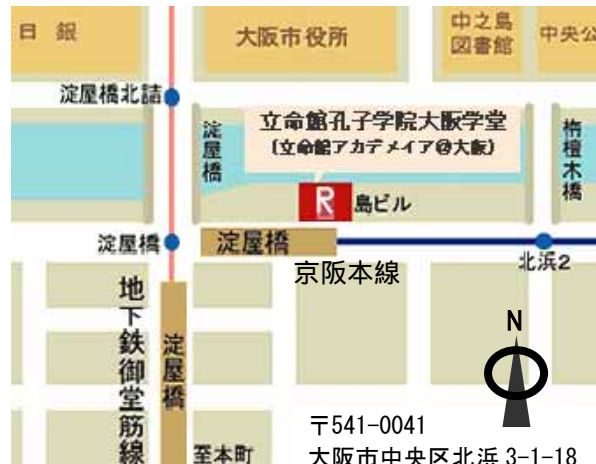 日 銀
大阪市役所
中之島
図書館
中央公
淀屋橋北詰
淀屋橋
立命館孔子学院大阪学堂
(立命館アカデメイア@大阪)
栴檀木橋
R
島ビル
淀屋橋
淀屋橋
京阪本線
北浜2
地下鉄御堂筋線
淀屋橋
N
至本町
〒541-0041
大阪市中央区北浜 3-1-18